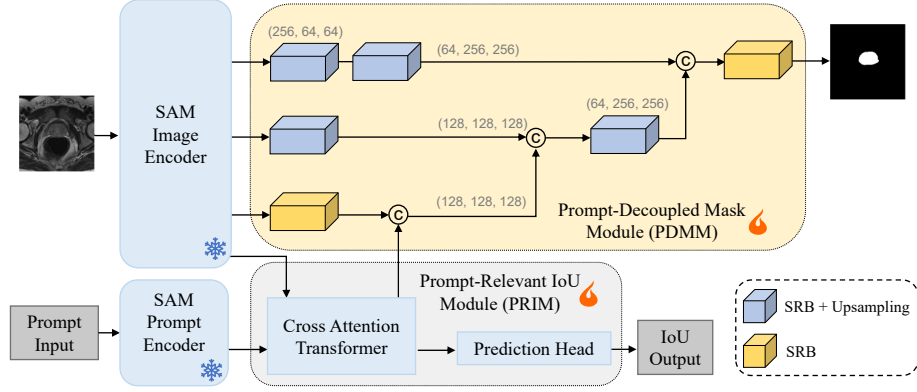 (256, 64, 64)
(64, 256, 256)
C
SAM
Image
Encoder
(128, 128, 128)
C
(64, 256, 256)
C
(128, 128, 128)
Prompt-Decoupled Mask
Module (PDMM)
Prompt-Relevant IoU
Module (PRIM)
Prompt
Input
SAM
Prompt
Encoder
Cross Attention
Transformer
Prediction Head
IoU
Output
SRB + Upsampling
SRB